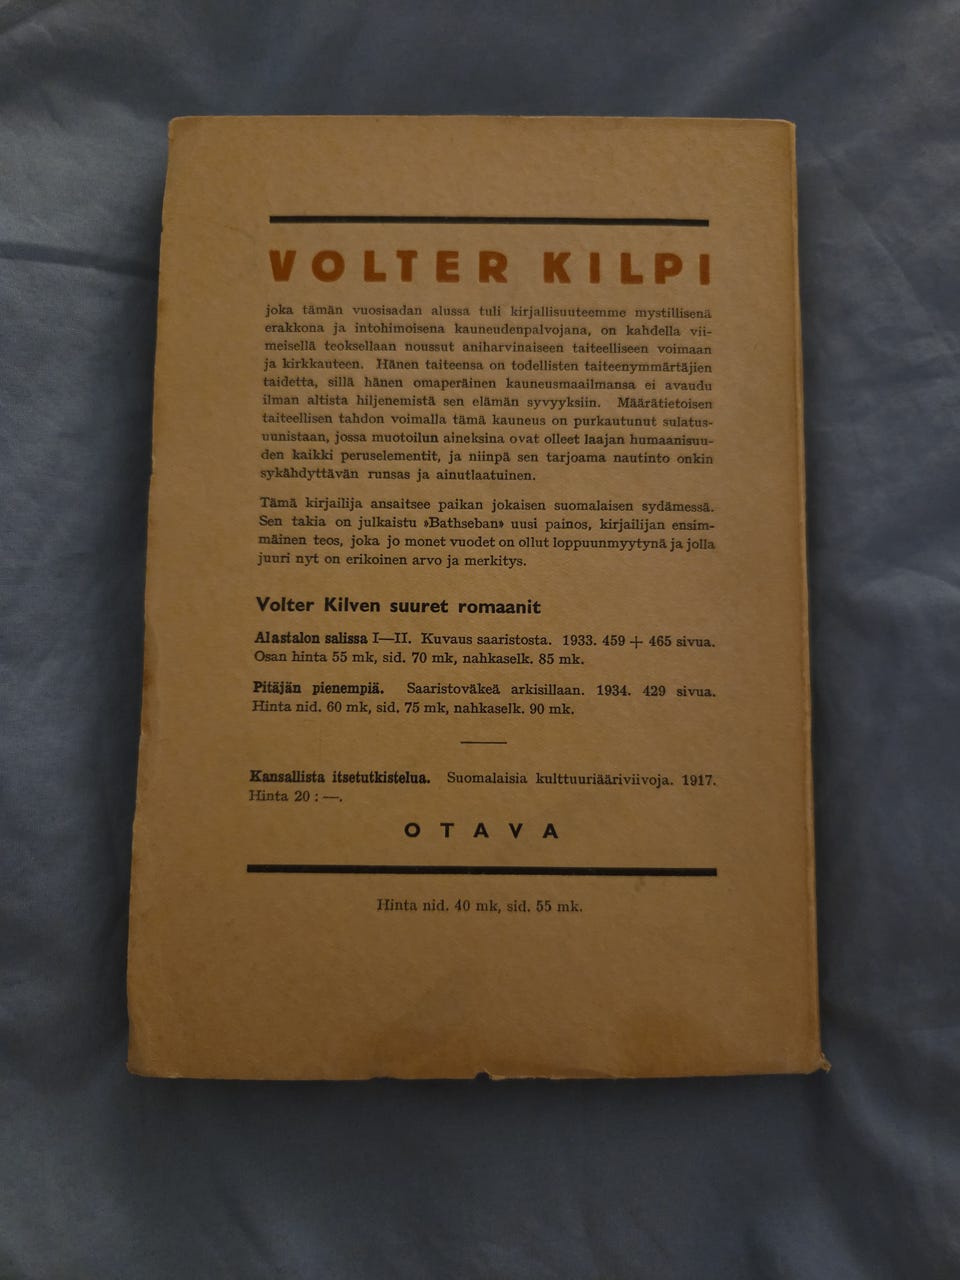 VOLTER KILPI
joka tämän vuosisadan alussa tuli kirjallisuuteemme mystillisenä
erakkona ja intohimoisena kauneudenpalvojana, on kahdella vii-
meisellä teoksellaan noussut aniharvinaiseen taiteelliseen voimaan
ja kirkkauteen. Hänen taiteensa on todellisten taiteenymmärtäjien
taidetta, sillä hänen omaperäinen kauneusmaailmansa ei avaudu
ilman altista hiljenemistä sen elämän syvyyksiin. Määrätietoisen
taiteellisen tahdon voimalla tämä kauneus on purkautunut sulatus-
uunistaan, jossa muotoilun aineksina ovat olleet laajan humaanisuu-
den kaikki peruselementit, ja niinpä sen tarjoama nautinto onkin
sykähdyttävän runsas ja ainutlaatuinen.
Tämä kirjailija ansaitsee paikan jokaisen suomalaisen sydämessä.
Sen takia on julkaistu »Bathseban» uusi painos, kirjailijan ensim-
mäinen teos, joka jo monet vuodet on ollut loppuunmyytynä ja jolla
juuri nyt on erikoinen arvo ja merkitys.
Volter Kilven suuret romaanit
Alastalon salissa I—II. Kuvaus saaristosta. 1933. 459 + 465 sivua.
Osan hinta 55 mk, sid. 70 mk, nahkaselk. 85 mk.
Pitäjän pienempiä. Saaristoväkeä arkisillaan. 1934. 429 sivua.
Hinta nid. 60 mk, sid. 75 mk, nahkaselk. 90 mk.
Kansallista itsetutkistelua. Suomalaisia kulttuuriääriviivoja. 1917.
Hinta 20 : —.
OTAVA
Hinta nid. 40 mk, sid. 55 mk.